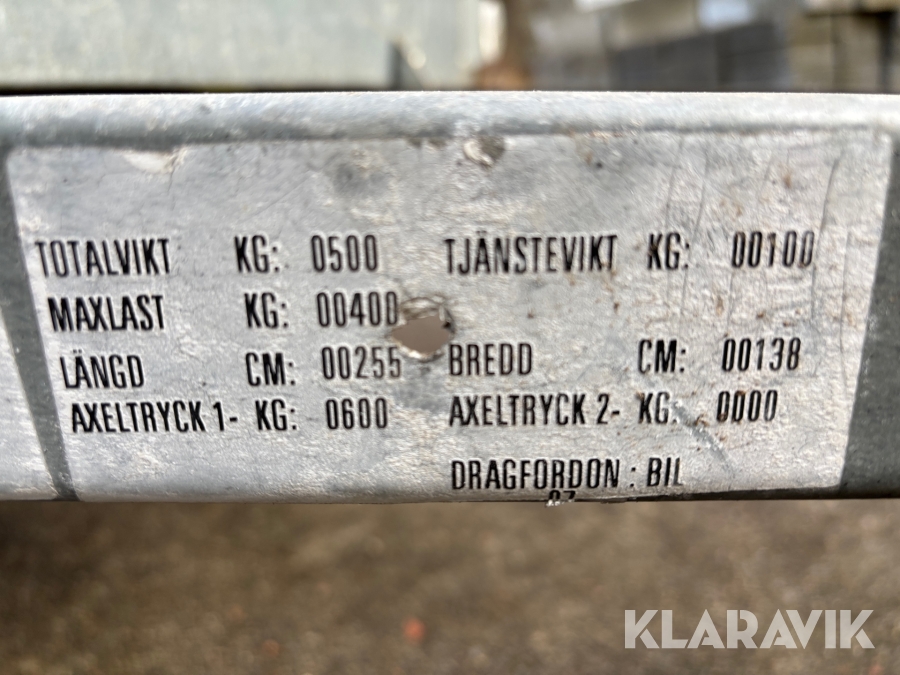 TOTALVIKT KG: 0500 TJÄNSTEVIKT KG: 00100
MAXLAST KG: 00400
LÄNGD CM: 00255 BREDD CM: 00138
AXELTRYCK 1- KG: 0600 AXELTRYCK 2- KG: 0000
DRAGFORDON : BIL
KLARAVIK